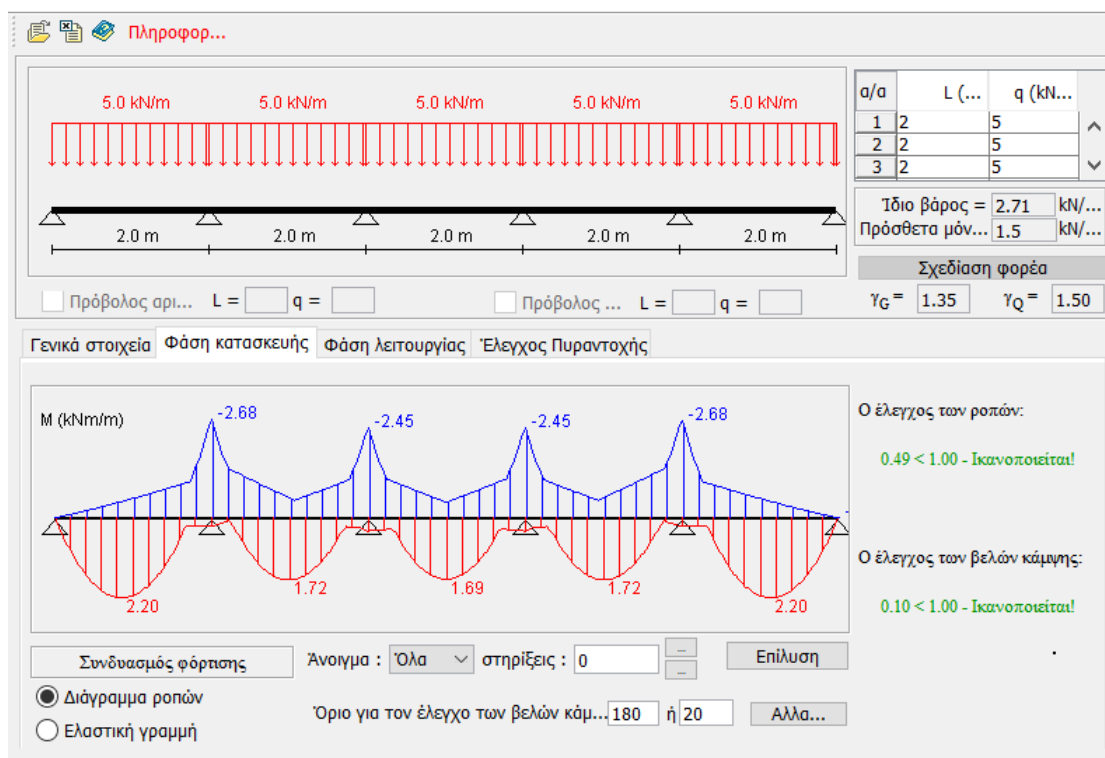 Πληροφορ...
5.0 kN/m 5.0 kN/m 5.0 kN/m 5.0 kN/m 5.0 kN/m
2.0 m 2.0 m 2.0 m 2.0 m 2.0 m
α/α L (... q (kN...
1 2 5
2 2 5
3 2 5
Ίδιο βάρος = 2.71 kN/...
Πρόσθετα μόν... 1.5 kN/...
Σχεδίαση φορέα
Πρόβολος αρι... L = q = Πρόβολος ... L = q = γG = 1.35 γQ = 1.50
Γενικά στοιχεία Φάση κατασκευής Φάση λειτουργίας Έλεγχος Πυραντοχής
M (kNm/m)
-2.68 -2.45 -2.45 -2.68
2.20 1.72 1.69 1.72 2.20
Ο έλεγχος των ροπών:
0.49 < 1.00 - Ικανοποιείται!
Ο έλεγχος των βελών κάμψης:
0.10 < 1.00 - Ικανοποιείται!
Συνδυασμός φόρτισης Άνοιγμα : Όλα στηρίξεις : 0 Επίλυση
Διάγραμμα ροπών
Ελαστική γραμμή
Όριο για τον έλεγχο των βελών κάμ... 180 ή 20 Αλλα...